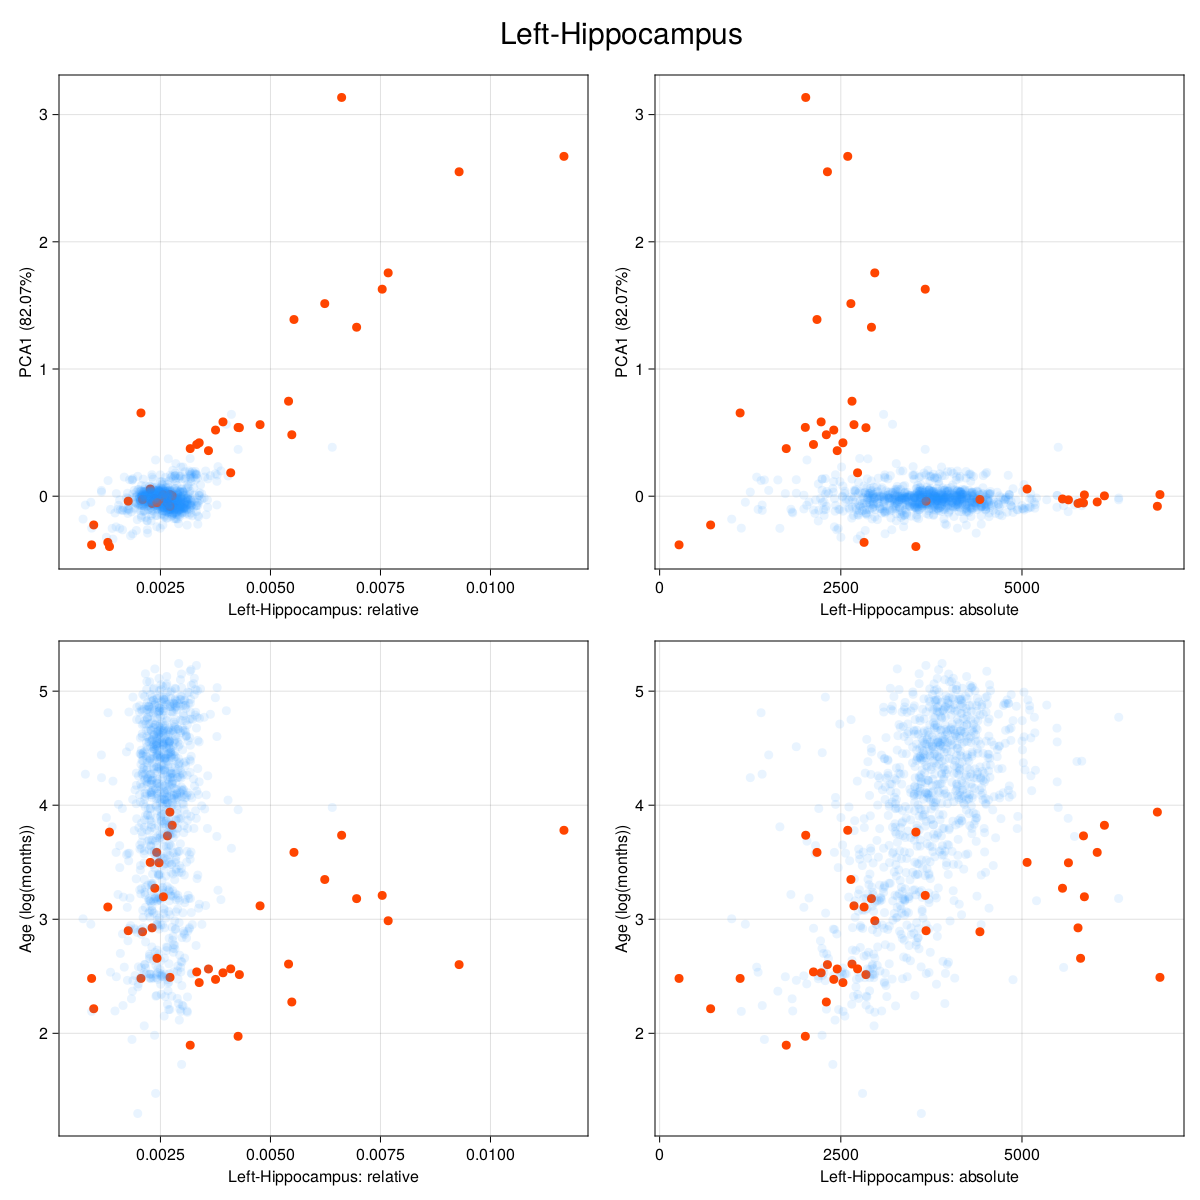 Left-Hippocampus
3
2
1
0
PCA1 (82.07%)
0.0025 0.0050 0.0075 0.0100
Left-Hippocampus: relative
3
2
1
0
PCA1 (82.07%)
0 2500 5000
Left-Hippocampus: absolute
5
4
3
2
Age (log(months))
0.0025 0.0050 0.0075 0.0100
Left-Hippocampus: relative
5
4
3
2
Age (log(months))
0 2500 5000
Left-Hippocampus: absolute